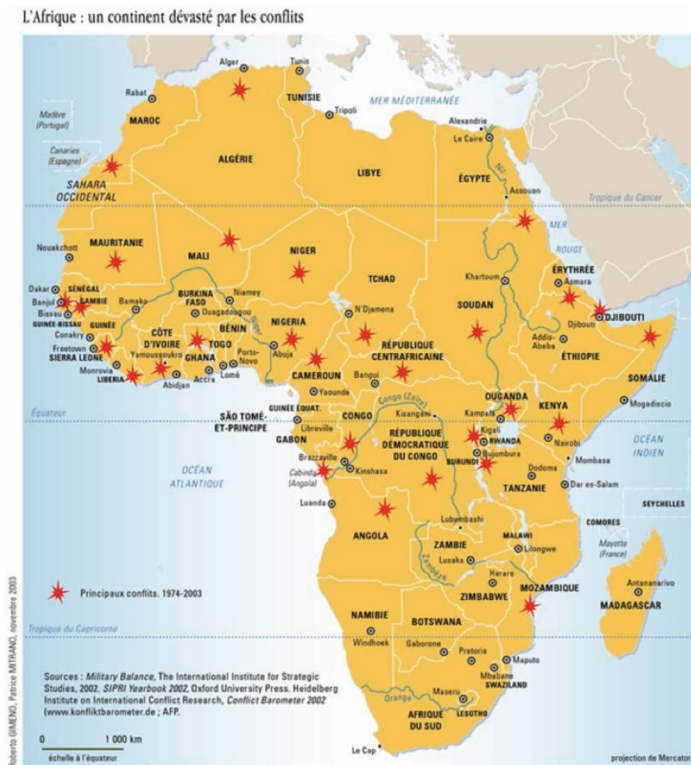 L'Afrique : un continent dévasté par les conflits
Alger
Tunis
Rabat
TUNISIE
MER MÉDITERRANÉE
Madère
(Portugal)
MAROC
Tripoli
Alexandrie
Le Caire
Canaries
(Espagne)
ALGÉRIE
LIBYE
ÉGYPTE
Nil
SAHARA
OCCIDENTAL
Assouan
Tropique du Cancer
MER
ROUGE
MAURITANIE
MALI
NIGER
Nouakchott
TCHAD
Khartoum
ÉRYTHRÉE
Asmara
Dakar
SÉNÉGAL
Banjul
GAMBIE
Bissau
GUINÉE-BISSAU
Bamako
BURKINA
FASO
Niamey
Ouagadougou
N'Djamena
SOUDAN
DJIBOUTI
Djibouti
GUINÉE
Conakry
Freetown
SIERRA LEONE
CÔTE
D'IVOIRE
Yamoussoukro
BÉNIN
TOGO
GHANA
Niger
NIGERIA
Abuja
Porto-
Novo
RÉPUBLIQUE
CENTRAFRICAINE
Addis-
Abeba
ÉTHIOPIE
Monrovia
LIBERIA
Abidjan
Accra
Lomé
CAMEROUN
Bangui
SOMALIE
Yaoundé
GUINÉE ÉQUAT.
Congo (Zaïre)
Kisangani
OUGANDA
Kampala
KENYA
Mogadiscio
Équateur
SÃO TOMÉ-
ET-PRINCIPE
Libreville
GABON
CONGO
RÉPUBLIQUE
DÉMOCRATIQUE
DU CONGO
Kigali
RWANDA
Bujumbura
BURUNDI
Nairobi
OCÉAN
INDIEN
Brazzaville
Kinshasa
Mombasa
OCÉAN
ATLANTIQUE
Cabinda
(Angola)
Dodoma
Dar es-Salam
TANZANIE
SEYCHELLES
Luanda
ANGOLA
Lubumbashi
COMORES
MALAWI
Lilongwe
Mayotte
(France)
ZAMBIE
Lusaka
Zambèze
Harare
ZIMBABWE
MOZAMBIQUE
Antananarivo
MADAGASCAR
Principaux conflits. 1974-2003
NAMIBIE
BOTSWANA
Tropique du Capricorne
Windhoek
Gaborone
Pretoria
Maputo
Mbabane
SWAZILAND
Sources : Military Balance, The International Institute for Strategic
Studies, 2002. SIPRI Yearbook 2002, Oxford University Press. Heidelberg
Institute on International Conflict Research, Conflict Barometer 2002
(www.konfliktbarometer.de ; AFP.
Orange
Maseru
LESOTHO
AFRIQUE
DU SUD
0 1 000 km
échelle à l'équateur
Le Cap
projection de Mercator
Roberto GIMENO, Patrice MITRANO, novembre 2003